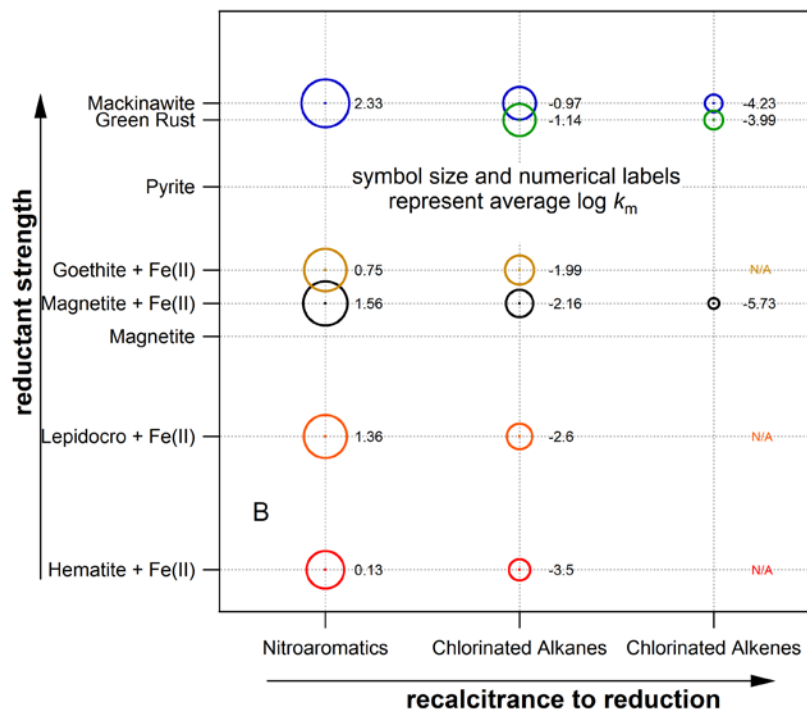 Mackinawite 2.33 -0.97 -4.23
Green Rust -1.14 -3.99
symbol size and numerical labels
Pyrite
represent average log km
Goethite + Fe(II) 0.75 -1.99 N/A
Magnetite + Fe(II) 1.56 -2.16 -5.73
Magnetite
Lepidocro + Fe(II) 1.36 -2.6 N/A
B
Hematite + Fe(II) 0.13 -3.5 N/A
reductant strength
Nitroaromatics Chlorinated Alkanes Chlorinated Alkenes
recalcitrance to reduction